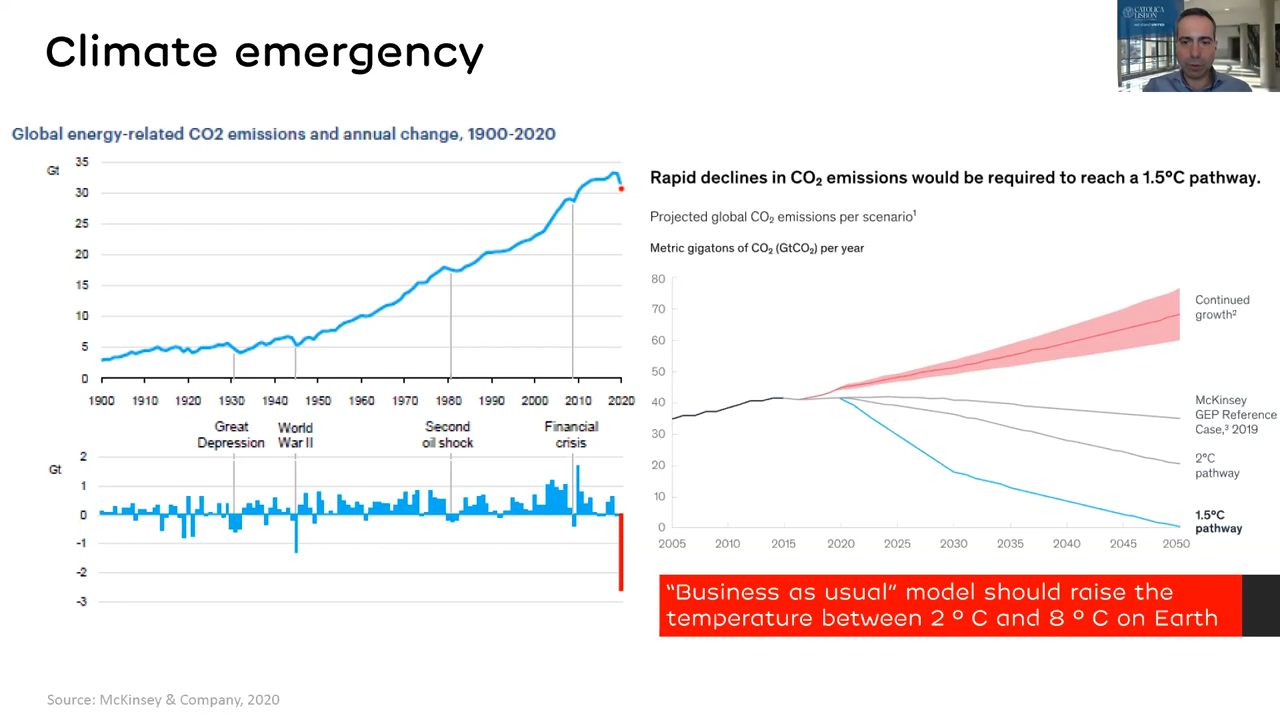 Climate emergency
CATÓLICA
LISBON
Global energy-related CO2 emissions and annual change, 1900-2020
Gt
35
30
25
20
15
10
5
0
1900 1910 1920 1930 1940 1950 1960 1970 1980 1990 2000 2010 2020
Great
Depression
World
War II
Second
oil shock
Financial
crisis
Gt
2
1
0
-1
-2
-3
Rapid declines in CO₂ emissions would be required to reach a 1.5°C pathway.
Projected global CO₂ emissions per scenario¹
Metric gigatons of CO₂ (GtCO₂) per year
80
70
60
50
40
30
20
10
0
2005 2010 2015 2020 2025 2030 2035 2040 2045 2050
Continued
growth²
McKinsey
GEP Reference
Case,³ 2019
2°C
pathway
1.5°C
pathway
“Business as usual” model should raise the
temperature between 2 º C and 8 º C on Earth
Source: McKinsey & Company, 2020